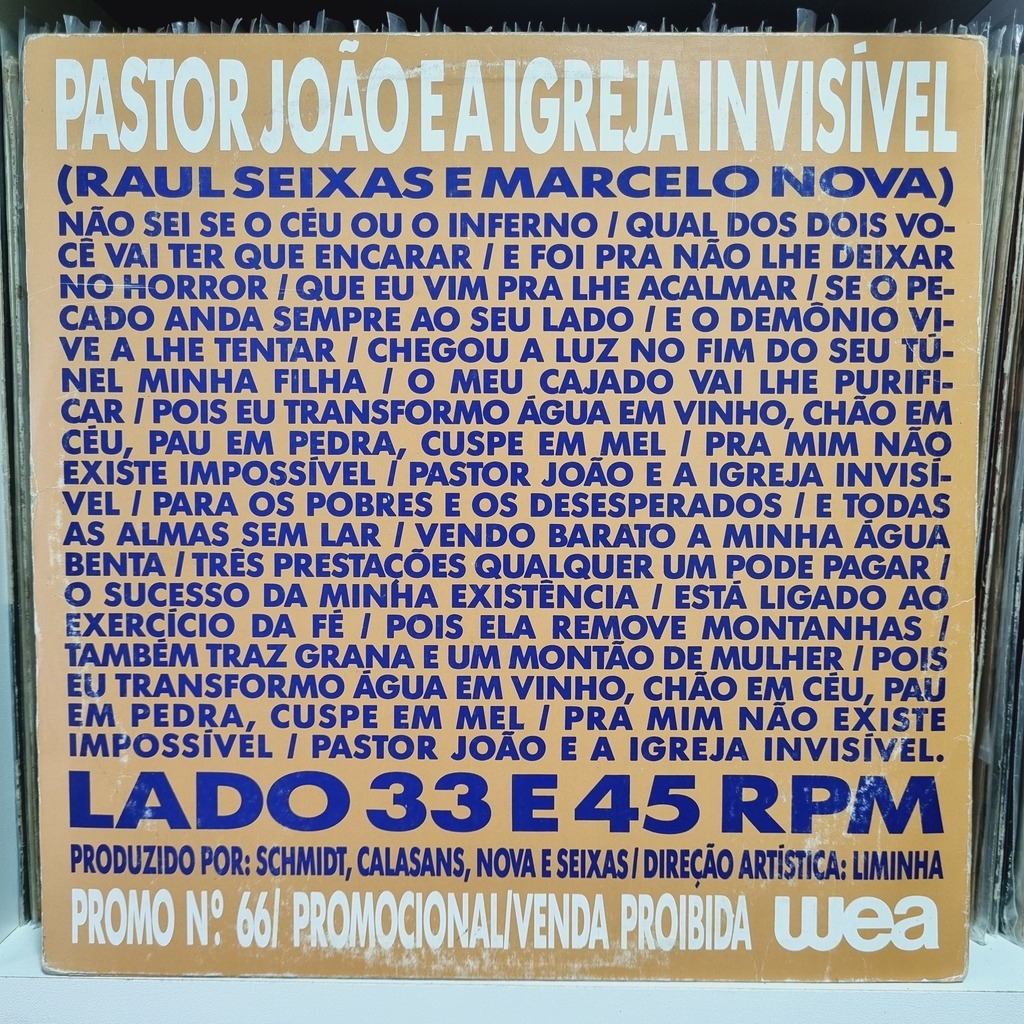 PASTOR JOÃO E A IGREJA INVISÍVEL
(RAUL SEIXAS E MARCELO NOVA)
NÃO SEI SE O CÉU OU O INFERNO / QUAL DOS DOIS VO-
CÊ VAI TER QUE ENCARAR / E FOI PRA NÃO LHE DEIXAR
NO HORROR / QUE EU VIM PRA LHE ACALMAR / SE O PE-
CADO ANDA SEMPRE AO SEU LADO / E O DEMÔNIO VI-
VE A LHE TENTAR / CHEGOU A LUZ NO FIM DO SEU TÚ-
NEL MINHA FILHA / O MEU CAJADO VAI LHE PURIFI-
CAR / POIS EU TRANSFORMO ÁGUA EM VINHO, CHÃO EM
CÉU, PAU EM PEDRA, CUSPE EM MEL / PRA MIM NÃO
EXISTE IMPOSSÍVEL / PASTOR JOÃO E A IGREJA INVISÍ-
VEL / PARA OS POBRES E OS DESESPERADOS / E TODAS
AS ALMAS SEM LAR / VENDO BARATO A MINHA ÁGUA
BENTA / TRÊS PRESTAÇÕES QUALQUER UM PODE PAGAR /
O SUCESSO DA MINHA EXISTÊNCIA / ESTÁ LIGADO AO
EXERCÍCIO DA FÉ / POIS ELA REMOVE MONTANHAS /
TAMBÉM TRAZ GRANA E UM MONTÃO DE MULHER / POIS
EU TRANSFORMO ÁGUA EM VINHO, CHÃO EM CÉU, PAU
EM PEDRA, CUSPE EM MEL / PRA MIM NÃO EXISTE
IMPOSSÍVEL / PASTOR JOÃO E A IGREJA INVISÍVEL.
LADO 33 E 45 RPM
PRODUZIDO POR: SCHMIDT, CALASANS, NOVA E SEIXAS / DIREÇÃO ARTÍSTICA: LIMINHA
PROMO Nº 66/ PROMOCIONAL/VENDA PROIBIDA wea